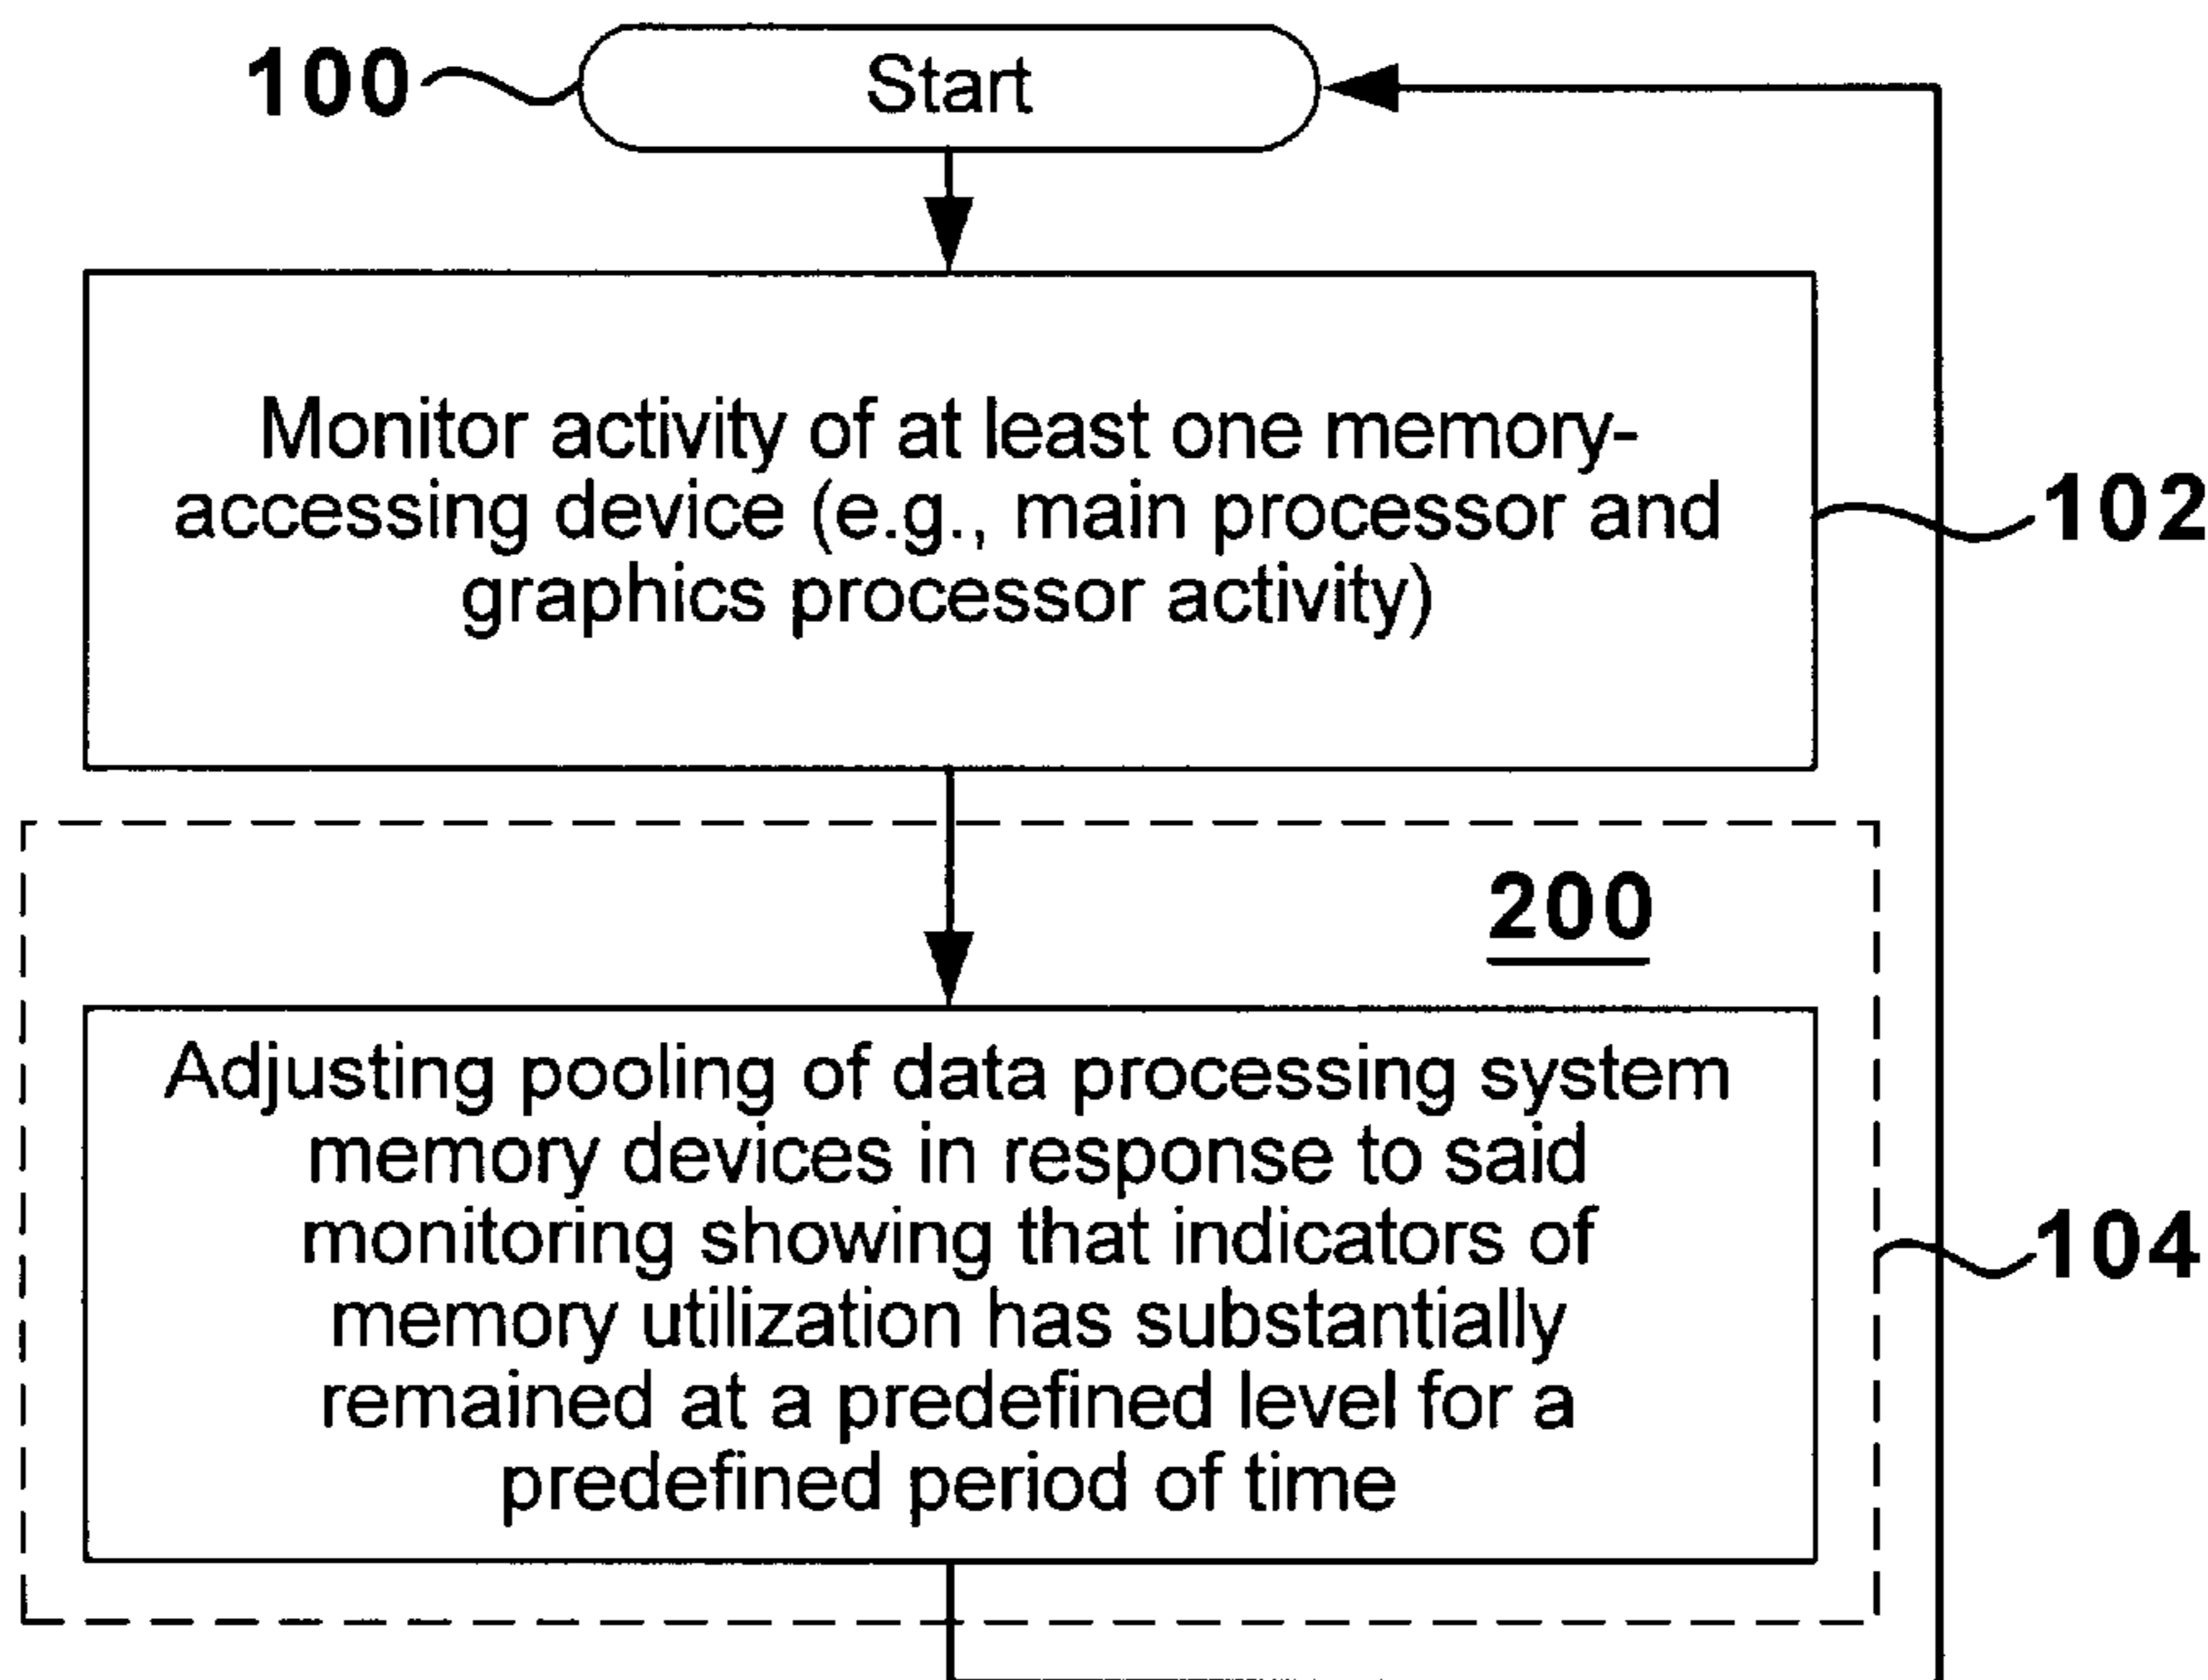 100
Start
Monitor activity of at least one memory-
accessing device (e.g., main processor and
graphics processor activity)
102
200
Adjusting pooling of data processing system
memory devices in response to said
monitoring showing that indicators of
memory utilization has substantially
remained at a predefined level for a
predefined period of time
104